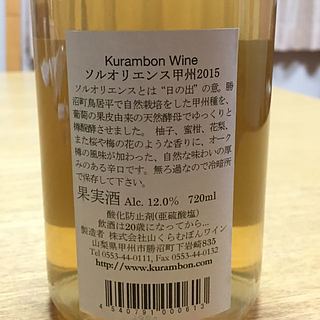 Kurambon Wine
ソルオリエンス甲州2015
ソルオリエンスとは “日の出” の意。勝
沼町鳥居平で自然栽培をした甲州種を、
葡萄の果皮由来の天然酵母でゆっくりと
樽醗酵させました。 柚子、蜜柑、花梨、
また桜や梅の花のような香りに、オーク
樽の風味が加わった、自然な味わいの厚
みのある辛口です。無ろ過なので冷暗所
で保存して下さい。
果実酒 Alc. 12.0% 720ml
酸化防止剤(亜硫酸塩)
飲酒は20歳になってから...
製造者 株式会社山くらむぼんワイン
山梨県甲州市勝沼町下岩崎835
Tel 0553-44-0111, Fax 0553-44-0132
http://www.kurambon.com
4 540791 000613